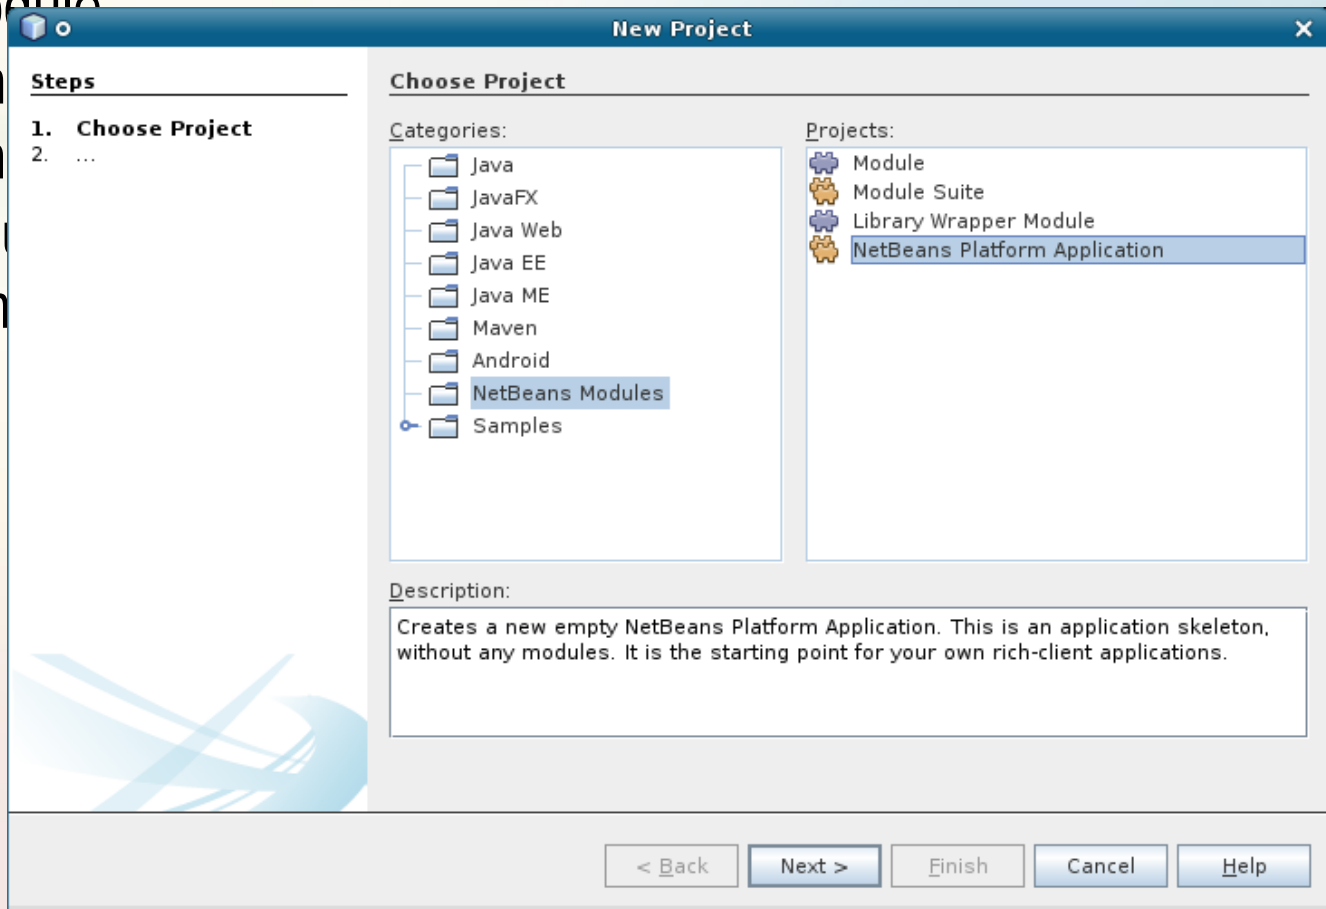 New Project
Steps
1. Choose Project
2. ...
Choose Project
Categories:
Java
JavaFX
Java Web
Java EE
Java ME
Maven
Android
NetBeans Modules
Samples
Projects:
Module
Module Suite
Library Wrapper Module
NetBeans Platform Application
Description:
Creates a new empty NetBeans Platform Application. This is an application skeleton,
without any modules. It is the starting point for your own rich-client applications.
< Back
Next >
Finish
Cancel
Help